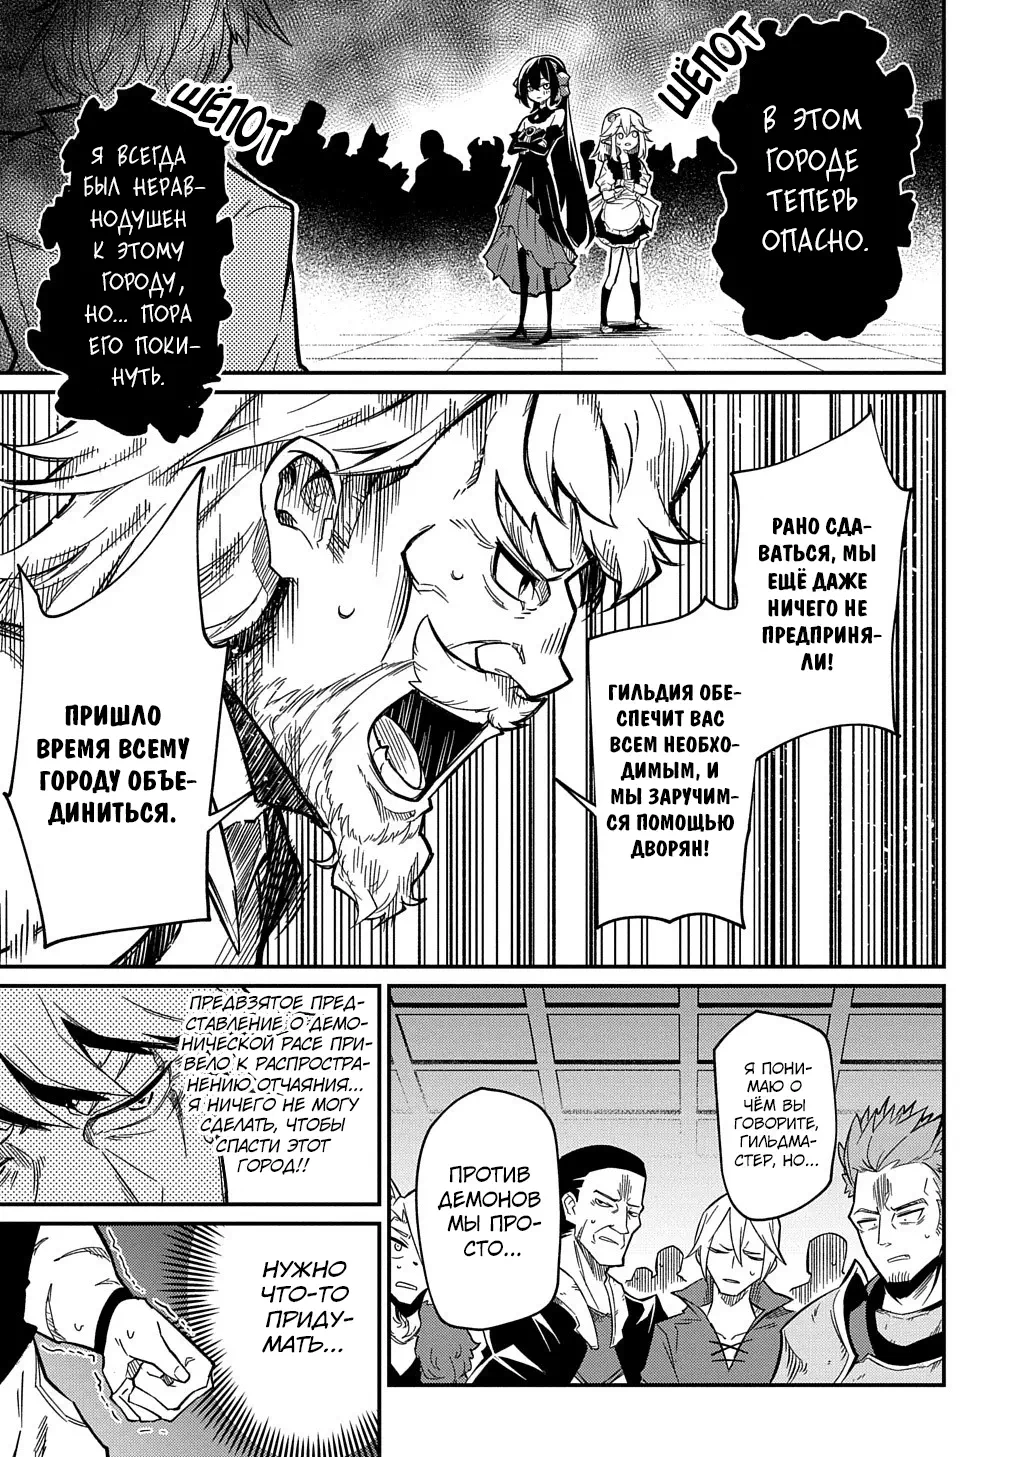 ШЁПОТ
В ЭТОМ
ГОРОДЕ
ТЕПЕРЬ
ОПАСНО.
ШЁПОТ
Я ВСЕГДА
БЫЛ НЕРАВ-
НОДУШЕН
К ЭТОМУ
ГОРОДУ,
НО... ПОРА
ЕГО ПОКИ-
НУТЬ.
РАНО СДА-
ВАТЬСЯ, МЫ
ЕЩЁ ДАЖЕ
НИЧЕГО НЕ
ПРЕДПРИНЯ-
ЛИ!
ГИЛЬДИЯ ОБЕ-
СПЕЧИТ ВАС
ВСЕМ НЕОБХО-
ДИМЫМ, И
МЫ ЗАРУЧИМ-
СЯ ПОМОЩЬЮ
ДВОРЯН!
ПРИШЛО
ВРЕМЯ ВСЕМУ
ГОРОДУ ОБЪЕ-
ДИНИТЬСЯ.
Я ПОНИ-
МАЮ О
ЧЁМ ВЫ
ГОВОРИТЕ,
ГИЛЬДМА-
СТЕР, НО...
ПРОТИВ
ДЕМОНОВ
МЫ ПРО-
СТО...
ПРЕДВЗЯТОЕ ПРЕД-
СТАВЛЕНИЕ О ДЕМО-
НИЧЕСКОЙ РАСЕ ПРИ-
ВЕЛО К РАСПРОСТРА-
НЕНИЮ ОТЧАЯНИЯ...
Я НИЧЕГО НЕ МОГУ
СДЕЛАТЬ, ЧТОБЫ
СПАСТИ ЭТОТ
ГОРОД!!
НУЖНО
ЧТО-ТО
ПРИДУ-
МАТЬ...